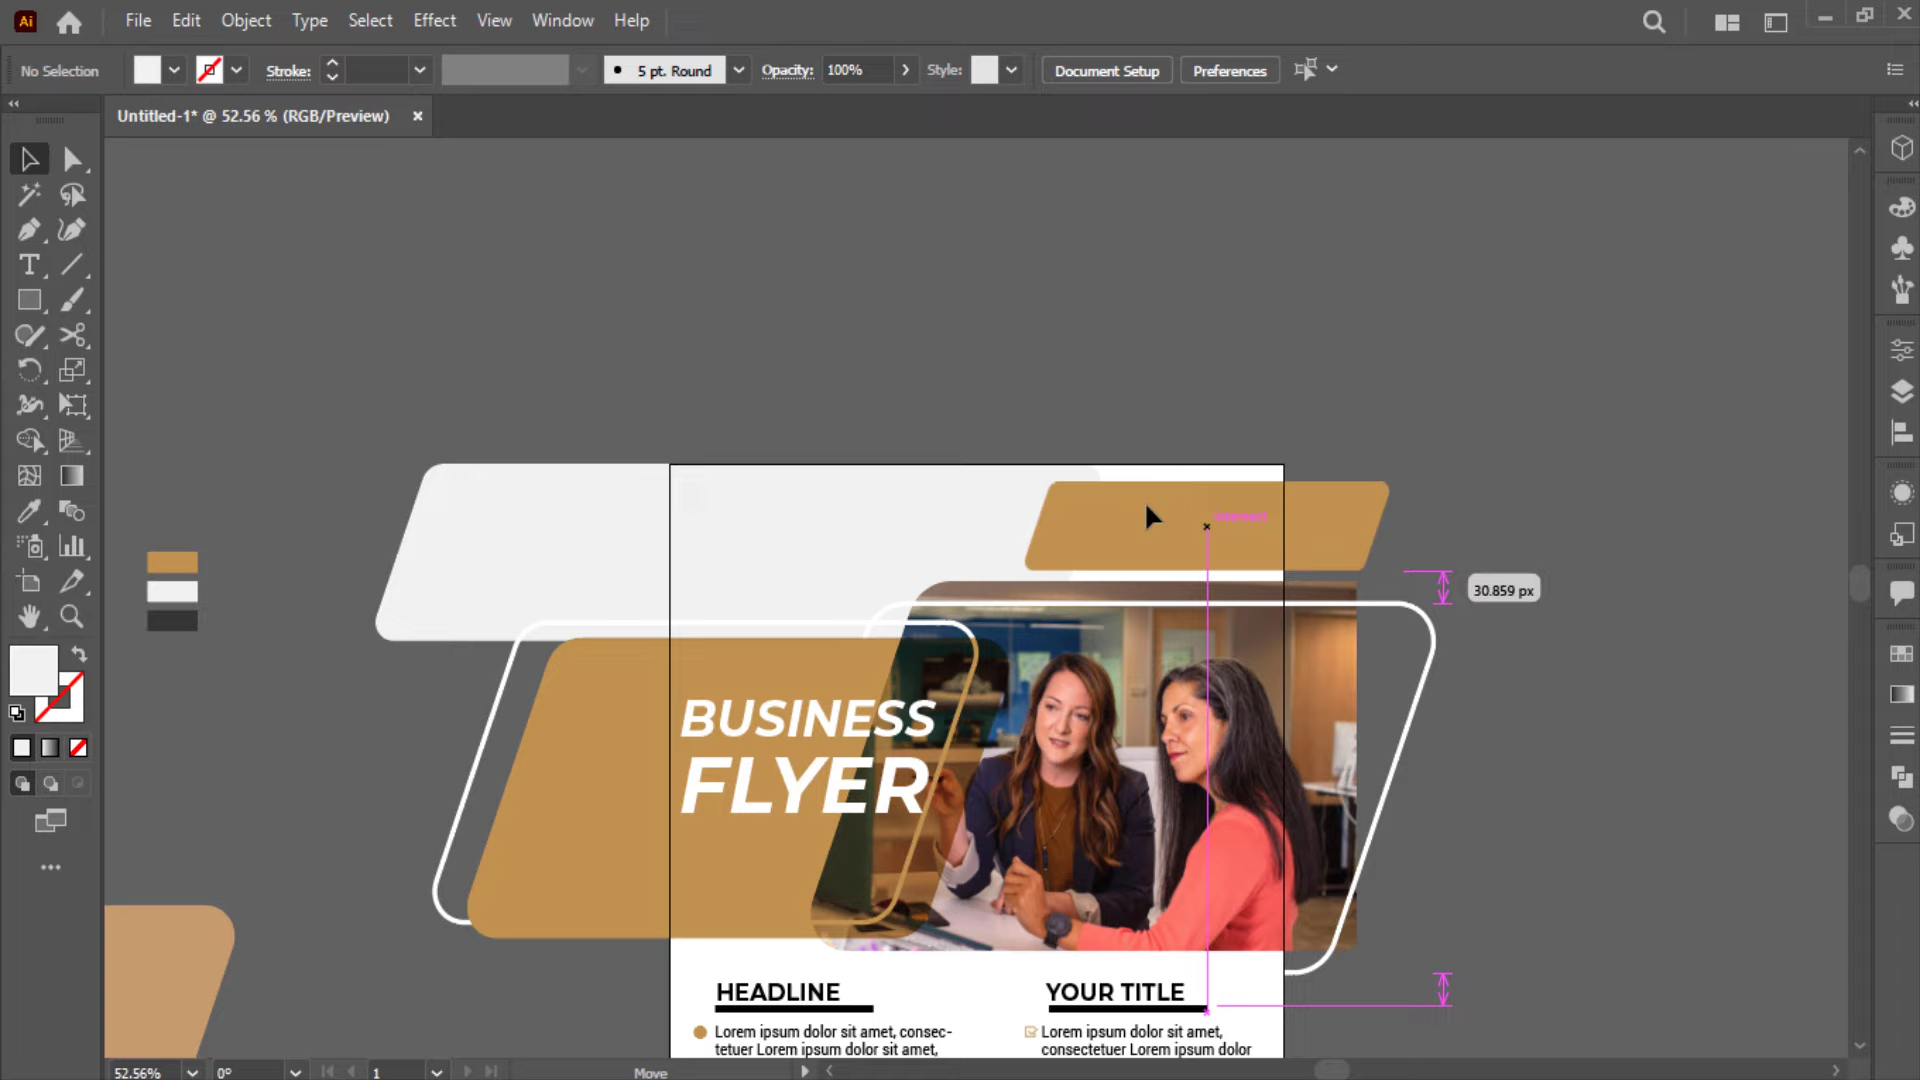 Ai File Edit Object Type Select Effect View Window Help
No Selection Stroke: 5 pt. Round Opacity: 100% Style: Document Setup Preferences
Untitled-1* @ 52.56 % (RGB/Preview)
intersect
30.859 px
BUSINESS
FLYER
HEADLINE
Lorem ipsum dolor sit amet, consec-
tetuer Lorem ipsum dolor sit amet,
YOUR TITLE
Lorem ipsum dolor sit amet,
consectetuer Lorem ipsum dolor
52.56% 0° 1 Move